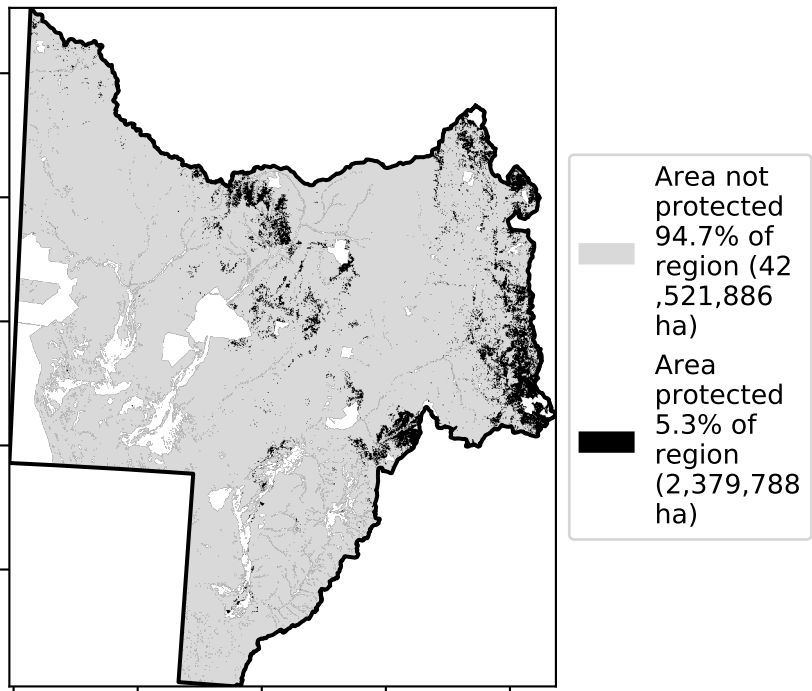 Area not
protected
94.7% of
region (42
,521,886
ha)
Area
protected
5.3% of
region
(2,379,788
ha)